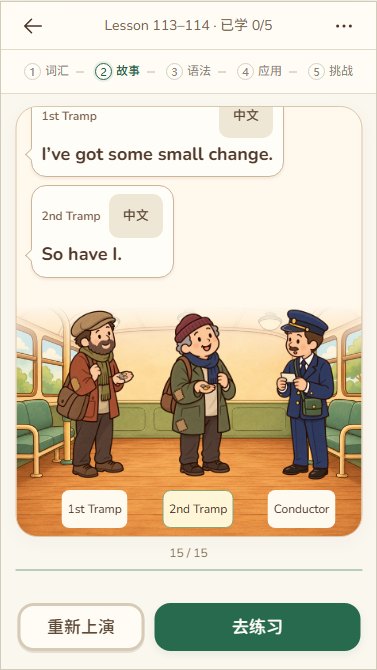 Lesson 113–114 · 已学 0/5
1 词汇 2 故事 3 语法 4 应用 5 挑战
1st Tramp 中文
I've got some small change.
2nd Tramp 中文
So have I.
1st Tramp 2nd Tramp Conductor
15 / 15
重新上演 去练习